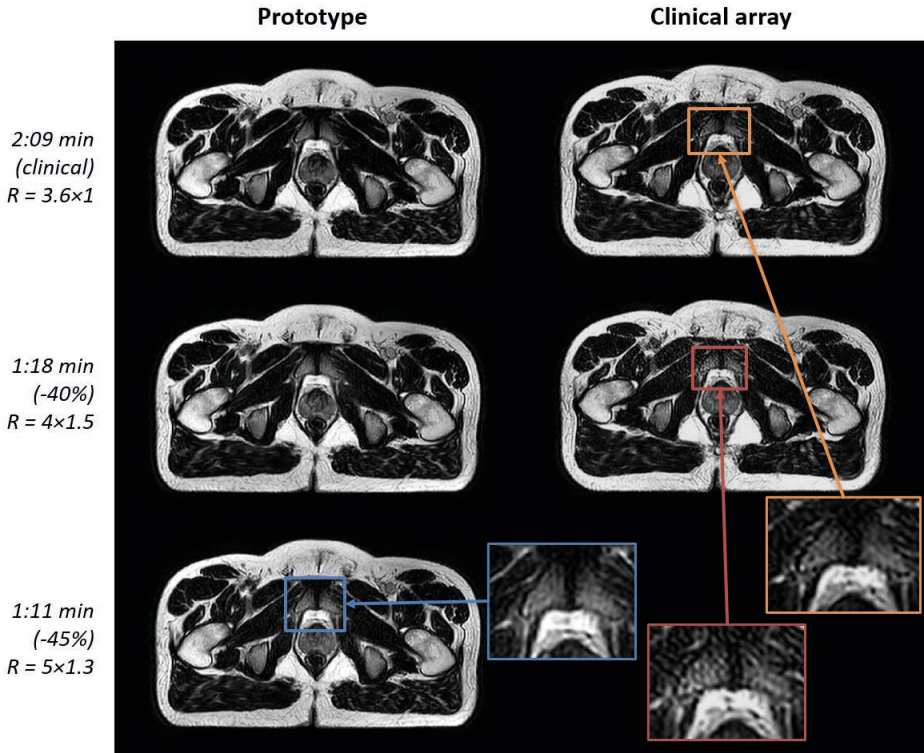 Prototype
Clinical array
2:09 min
(clinical)
R = 3.6×1
1:18 min
(-40%)
R = 4×1.5
1:11 min
(-45%)
R = 5×1.3